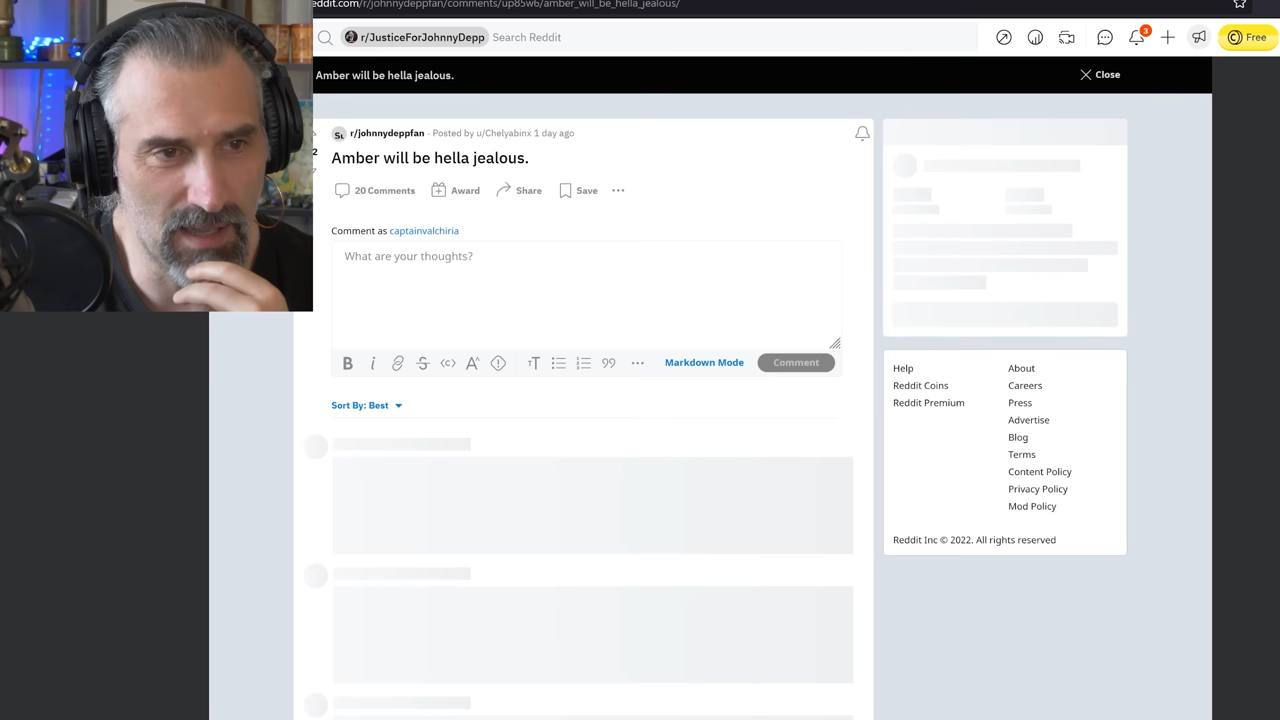 eddit.com/r/johnnydeppfan/comments/up85w6/amber_will_be_hella_jealous/
r/JusticeForJohnnyDepp Search Reddit
3
Free
Amber will be hella jealous.
Close
r/johnnydeppfan · Posted by u/Chelyabinx 1 day ago
2
Amber will be hella jealous.
20 Comments Award Share Save
Comment as captainvalchiria
What are your thoughts?
Markdown Mode Comment
Sort By: Best
Help
Reddit Coins
Reddit Premium
About
Careers
Press
Advertise
Blog
Terms
Content Policy
Privacy Policy
Mod Policy
Reddit Inc © 2022. All rights reserved